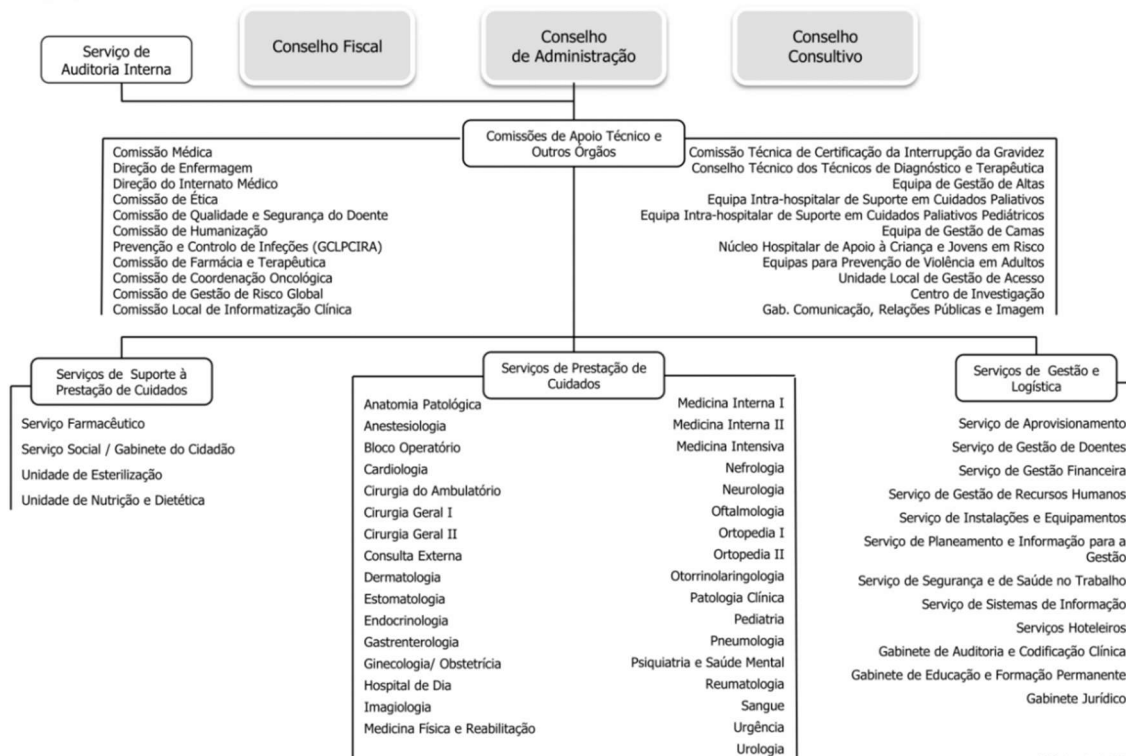 Serviço de
Auditoria Interna
Conselho Fiscal
Conselho
de Administração
Conselho
Consultivo
Comissões de Apoio Técnico e
Outros Órgãos
Comissão Médica
Direção de Enfermagem
Direção do Internato Médico
Comissão de Ética
Comissão de Qualidade e Segurança do Doente
Comissão de Humanização
Prevenção e Controlo de Infeções (GCLPCIRA)
Comissão de Farmácia e Terapêutica
Comissão de Coordenação Oncológica
Comissão de Gestão de Risco Global
Comissão Local de Informatização Clínica
Comissão Técnica de Certificação da Interrupção da Gravidez
Conselho Técnico dos Técnicos de Diagnóstico e Terapêutica
Equipa de Gestão de Altas
Equipa Intra-hospitalar de Suporte em Cuidados Paliativos
Equipa Intra-hospitalar de Suporte em Cuidados Paliativos Pediátricos
Equipa de Gestão de Camas
Núcleo Hospitalar de Apoio à Criança e Jovens em Risco
Equipas para Prevenção de Violência em Adultos
Unidade Local de Gestão de Acesso
Centro de Investigação
Gab. Comunicação, Relações Públicas e Imagem
Serviços de Suporte à
Prestação de Cuidados
Serviço Farmacêutico
Serviço Social / Gabinete do Cidadão
Unidade de Esterilização
Unidade de Nutrição e Dietética
Serviços de Prestação de
Cuidados
Anatomia Patológica
Anestesiologia
Bloco Operatório
Cardiologia
Cirurgia do Ambulatório
Cirurgia Geral I
Cirurgia Geral II
Consulta Externa
Dermatologia
Estomatologia
Endocrinologia
Gastrenterologia
Ginecologia/ Obstetrícia
Hospital de Dia
Imagiologia
Medicina Física e Reabilitação
Medicina Interna I
Medicina Interna II
Medicina Intensiva
Nefrologia
Neurologia
Oftalmologia
Ortopedia I
Ortopedia II
Otorrinolaringologia
Patologia Clínica
Pediatria
Pneumologia
Psiquiatria e Saúde Mental
Reumatologia
Sangue
Urgência
Urologia
Serviços de Gestão e
Logística
Serviço de Aprovisionamento
Serviço de Gestão de Doentes
Serviço de Gestão Financeira
Serviço de Gestão de Recursos Humanos
Serviço de Instalações e Equipamentos
Serviço de Planeamento e Informação para a
Gestão
Serviço de Segurança e de Saúde no Trabalho
Serviço de Sistemas de Informação
Serviços Hoteleiros
Gabinete de Auditoria e Codificação Clínica
Gabinete de Educação e Formação Permanente
Gabinete Jurídico